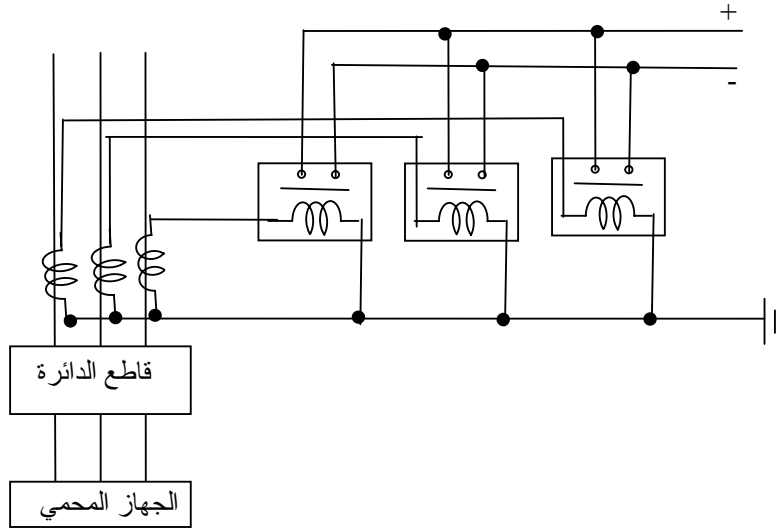 +
-
قاطع الدائرة
الجهاز المحمي